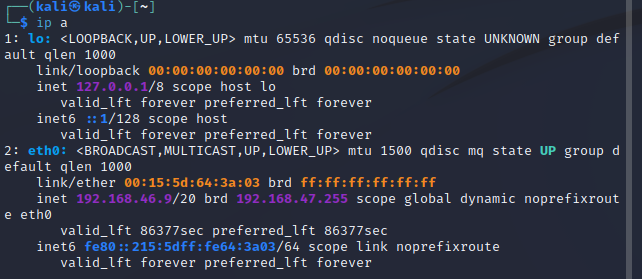 ┌──(kali㉿kali)-[~]
└─$ ip a
1: lo: <LOOPBACK,UP,LOWER_UP> mtu 65536 qdisc noqueue state UNKNOWN group def
ault qlen 1000
    link/loopback 00:00:00:00:00:00 brd 00:00:00:00:00:00
    inet 127.0.0.1/8 scope host lo
       valid_lft forever preferred_lft forever
    inet6 ::1/128 scope host
       valid_lft forever preferred_lft forever
2: eth0: <BROADCAST,MULTICAST,UP,LOWER_UP> mtu 1500 qdisc mq state UP group d
efault qlen 1000
    link/ether 00:15:5d:64:3a:03 brd ff:ff:ff:ff:ff:ff
    inet 192.168.46.9/20 brd 192.168.47.255 scope global dynamic noprefixrout
e eth0
       valid_lft 86377sec preferred_lft 86377sec
    inet6 fe80::215:5dff:fe64:3a03/64 scope link noprefixroute
       valid_lft forever preferred_lft forever